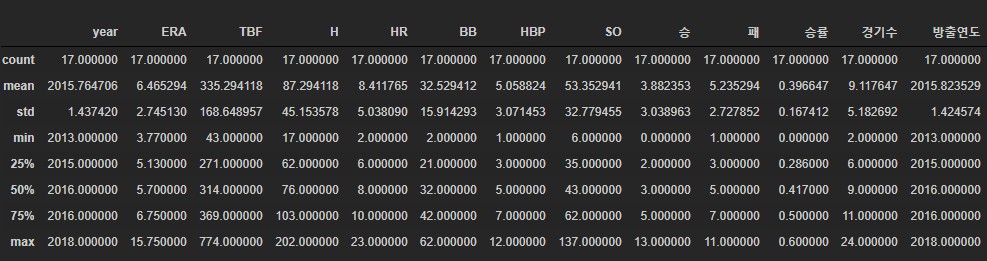 year ERA TBF H HR BB HBP SO 승 패 승률 경기수 방출연도
count 17.000000 17.000000 17.000000 17.000000 17.000000 17.000000 17.000000 17.000000 17.000000 17.000000 17.000000 17.000000 17.000000
mean 2015.764706 6.465294 335.294118 87.294118 8.411765 32.529412 5.058824 53.352941 3.882353 5.235294 0.396647 9.117647 2015.823529
std 1.437420 2.745130 168.648957 45.153578 5.038090 15.914293 3.071453 32.779455 3.038963 2.727852 0.167412 5.182692 1.424574
min 2013.000000 3.770000 43.000000 17.000000 2.000000 2.000000 1.000000 6.000000 0.000000 1.000000 0.000000 2.000000 2013.000000
25% 2015.000000 5.130000 271.000000 62.000000 6.000000 21.000000 3.000000 35.000000 2.000000 3.000000 0.286000 6.000000 2015.000000
50% 2016.000000 5.700000 314.000000 76.000000 8.000000 32.000000 5.000000 43.000000 3.000000 5.000000 0.417000 9.000000 2016.000000
75% 2016.000000 6.750000 369.000000 103.000000 10.000000 42.000000 7.000000 62.000000 5.000000 7.000000 0.500000 11.000000 2016.000000
max 2018.000000 15.750000 774.000000 202.000000 23.000000 62.000000 12.000000 137.000000 13.000000 11.000000 0.600000 24.000000 2018.000000